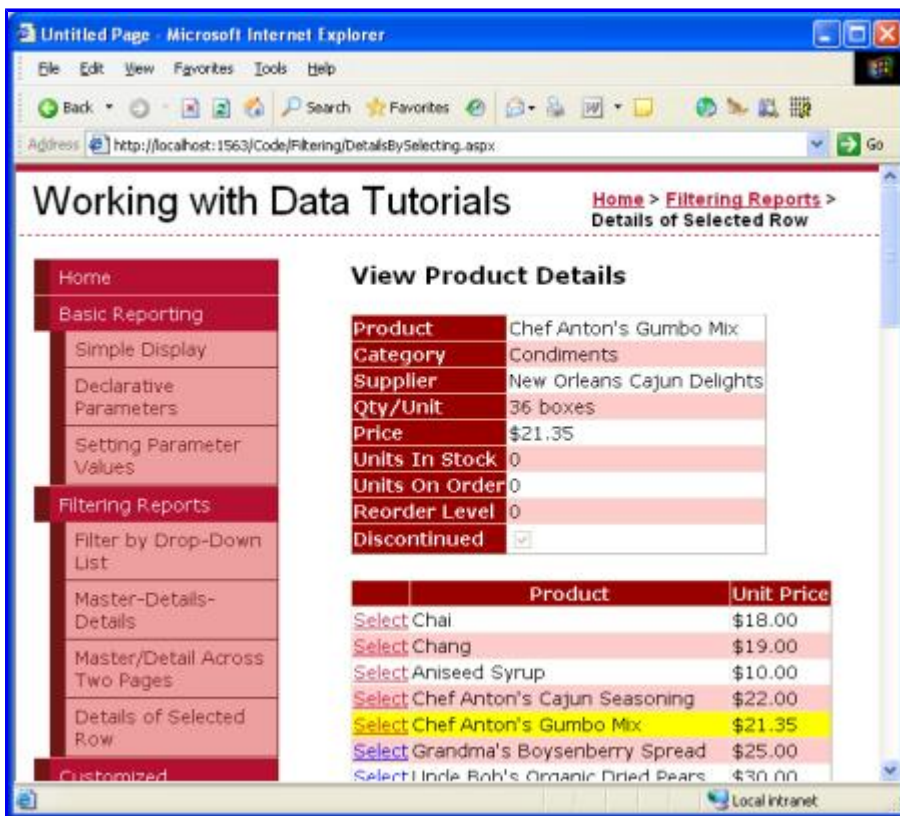 Untitled Page - Microsoft Internet Explorer
File Edit View Favorites Tools Help
Back Search Favorites
Address http://localhost:1563/Code/Filtering/DetailsBySelecting.aspx Go
Working with Data Tutorials
Home > Filtering Reports >
Details of Selected Row
Home
Basic Reporting
Simple Display
Declarative
Parameters
Setting Parameter
Values
Filtering Reports
Filter by Drop-Down
List
Master-Details-
Details
Master/Detail Across
Two Pages
Details of Selected
Row
Customized
View Product Details
Product Chef Anton's Gumbo Mix
Category Condiments
Supplier New Orleans Cajun Delights
Qty/Unit 36 boxes
Price $21.35
Units In Stock 0
Units On Order 0
Reorder Level 0
Discontinued
Product Unit Price
Select Chai $18.00
Select Chang $19.00
Select Aniseed Syrup $10.00
Select Chef Anton's Cajun Seasoning $22.00
Select Chef Anton's Gumbo Mix $21.35
Select Grandma's Boysenberry Spread $25.00
Select Uncle Bob's Organic Dried Pears $30.00
Local intranet